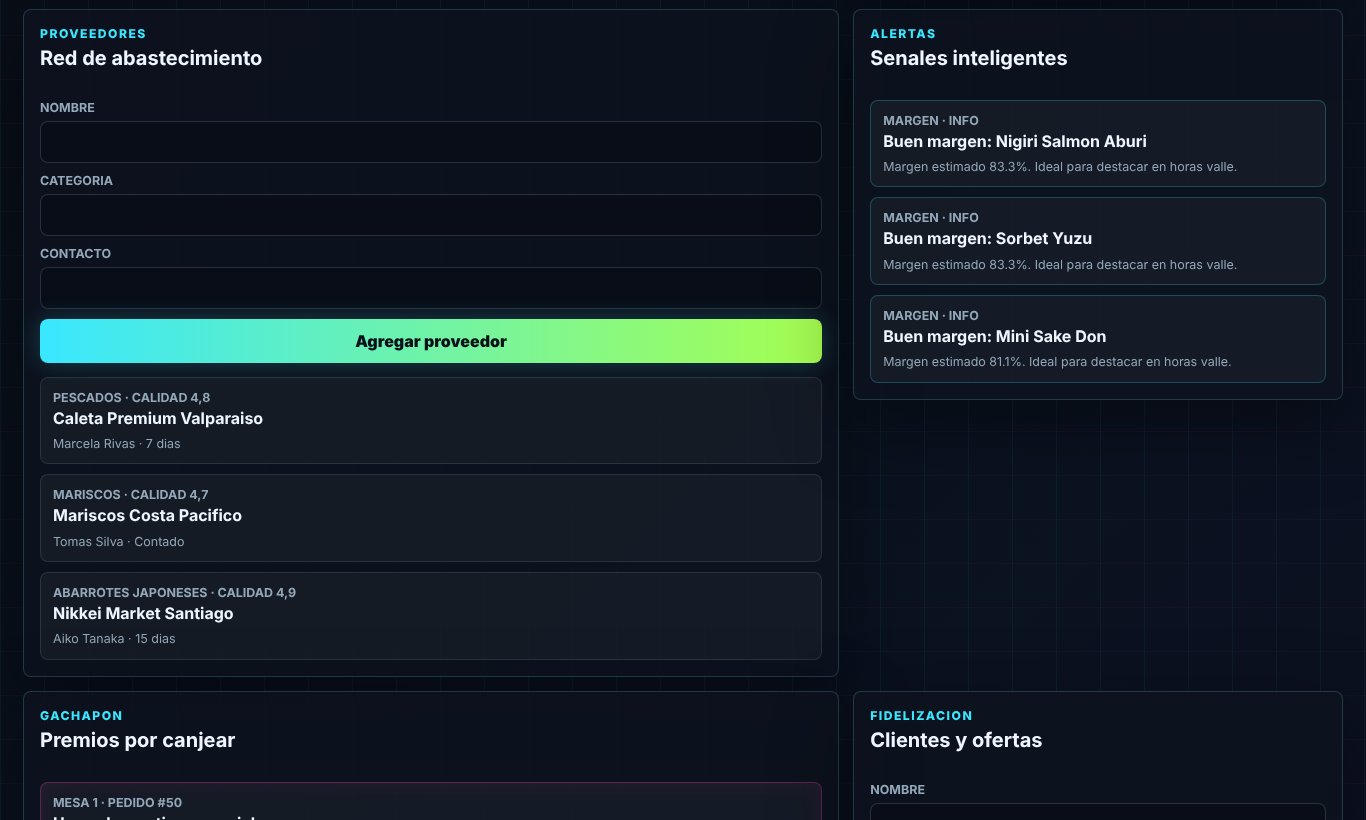 PROVEEDORES
Red de abastecimiento
NOMBRE
CATEGORIA
CONTACTO
Agregar proveedor
PESCADOS · CALIDAD 4,8
Caleta Premium Valparaiso
Marcela Rivas · 7 dias
MARISCOS · CALIDAD 4,7
Mariscos Costa Pacifico
Tomas Silva · Contado
ABARROTES JAPONESES · CALIDAD 4,9
Nikkei Market Santiago
Aiko Tanaka · 15 dias
ALERTAS
Senales inteligentes
MARGEN · INFO
Buen margen: Nigiri Salmon Aburi
Margen estimado 83.3%. Ideal para destacar en horas valle.
MARGEN · INFO
Buen margen: Sorbet Yuzu
Margen estimado 83.3%. Ideal para destacar en horas valle.
MARGEN · INFO
Buen margen: Mini Sake Don
Margen estimado 81.1%. Ideal para destacar en horas valle.
GACHAPON
Premios por canjear
MESA 1 · PEDIDO #50
FIDELIZACION
Clientes y ofertas
NOMBRE